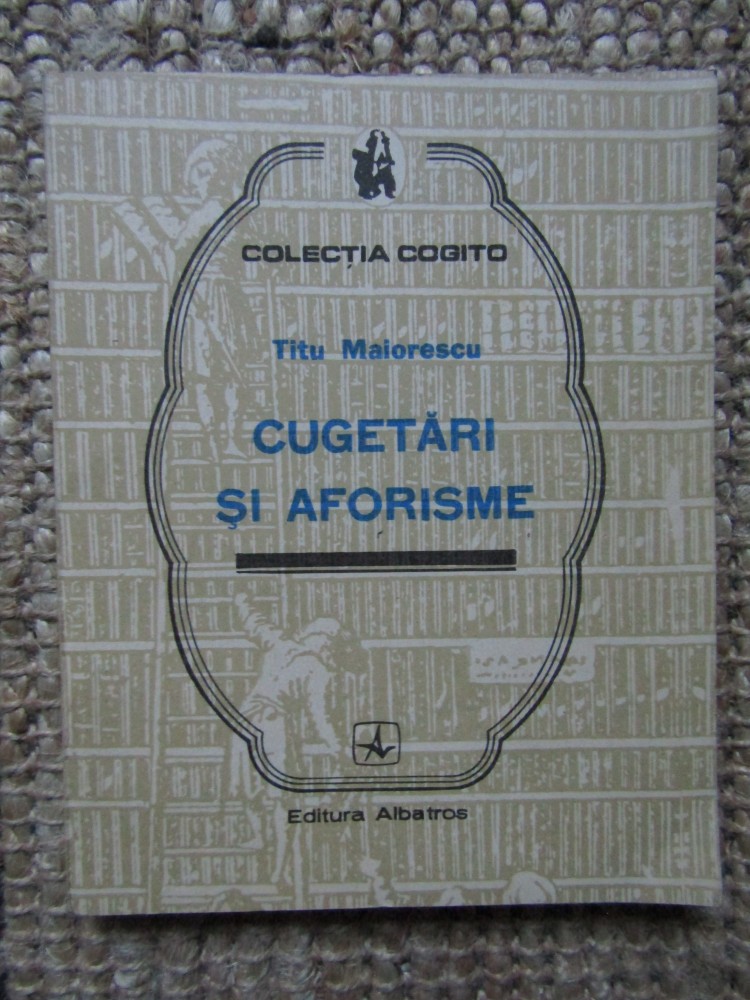 COLECȚIA COGITO
Titu Maiorescu
CUGETĂRI
ȘI AFORISME
Editura Albatros